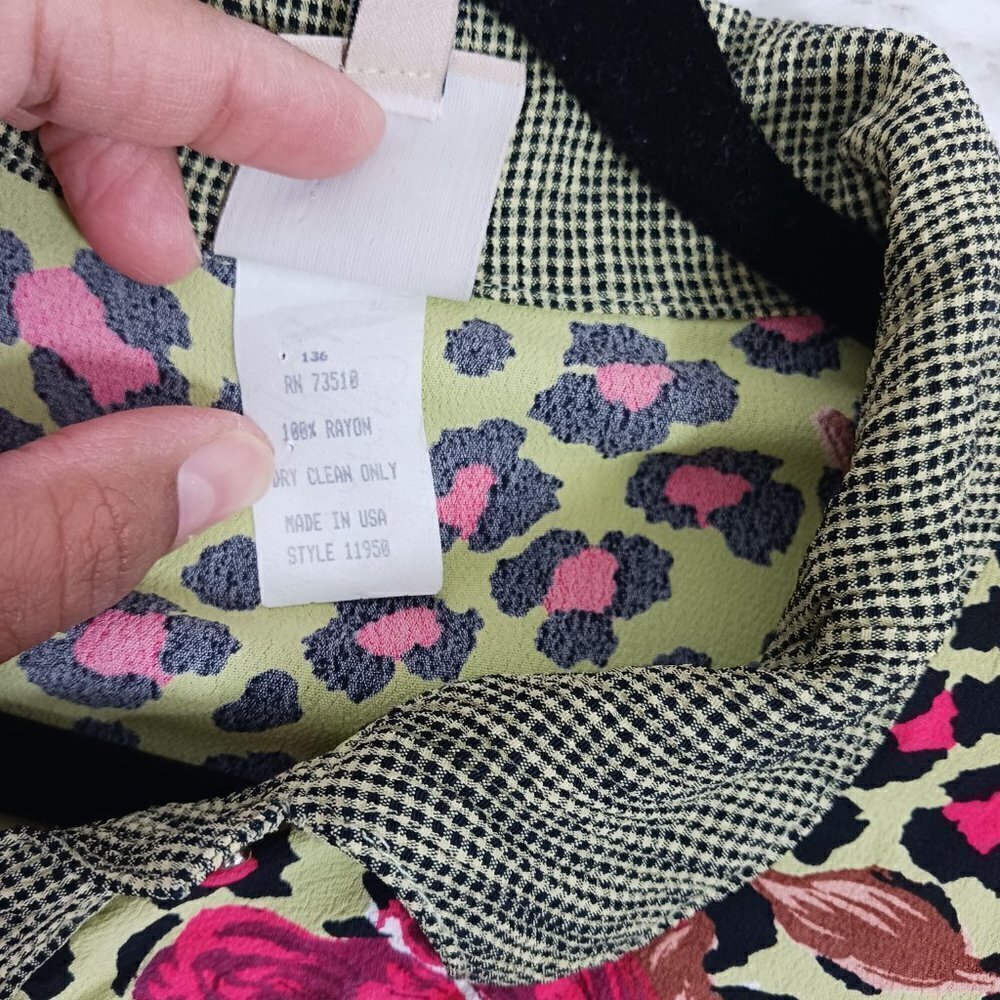 136
RN 73510
100% RAYON
DRY CLEAN ONLY
MADE IN USA
STYLE 11950